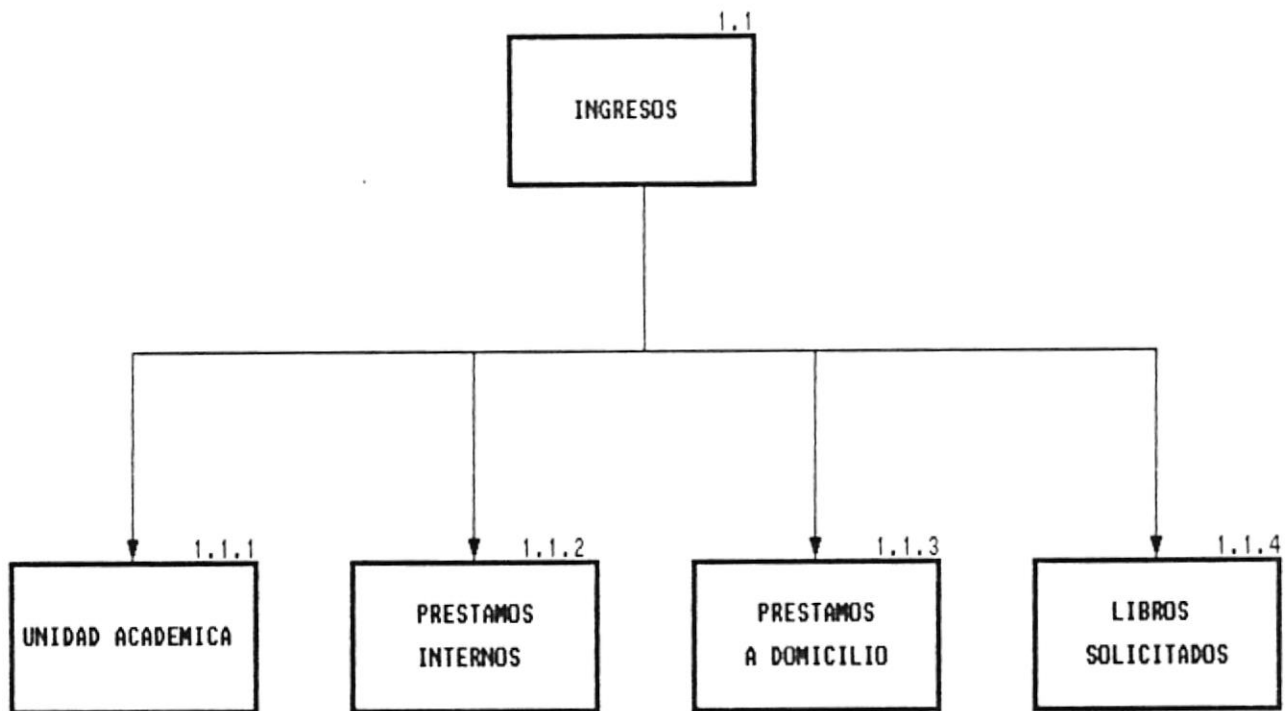 1.1
INGRESOS
1.1.1
UNIDAD ACADEMICA
1.1.2
PRESTAMOS
INTERNOS
1.1.3
PRESTAMOS
A DOMICILIO
1.1.4
LIBROS
SOLICITADOS